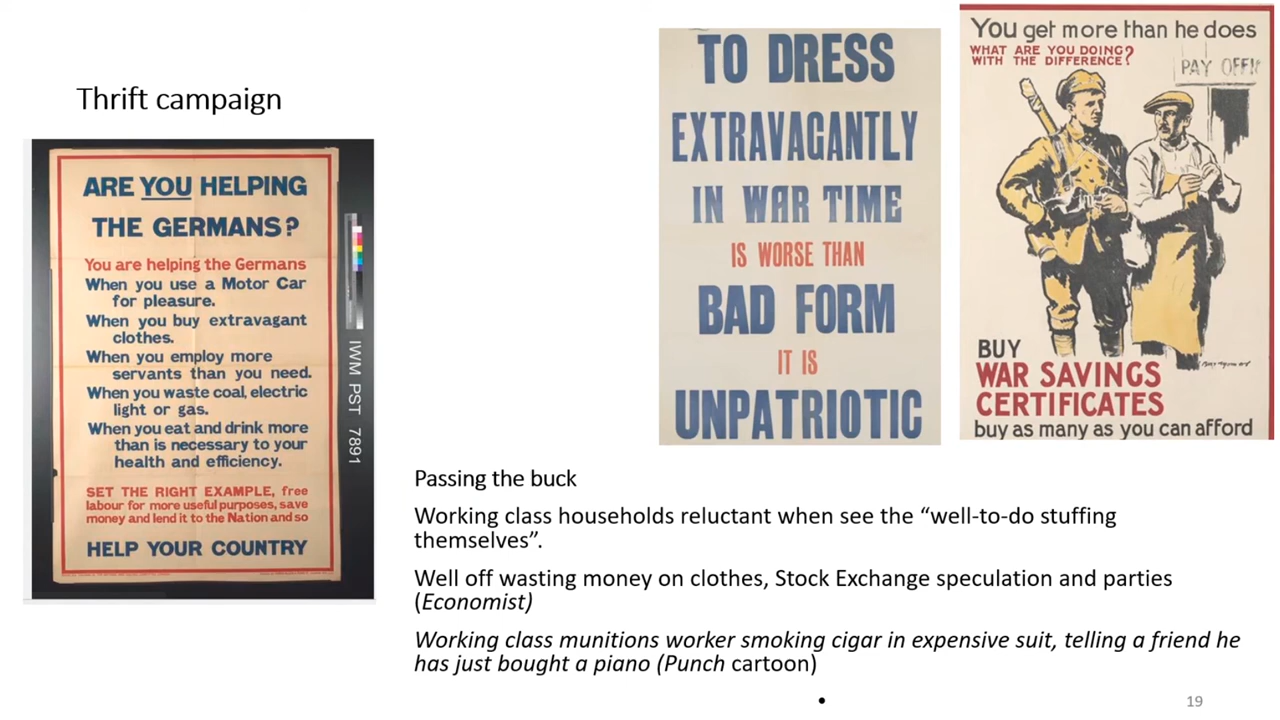 Thrift campaign
ARE YOU HELPING
THE GERMANS?
You are helping the Germans
When you use a Motor Car
for pleasure.
When you buy extravagant
clothes.
When you employ more
servants than you need.
When you waste coal, electric
light or gas.
When you eat and drink more
than is necessary to your
health and efficiency.
SET THE RIGHT EXAMPLE, free
labour for more useful purposes, save
money and lend it to the Nation and so
HELP YOUR COUNTRY
IWM PST 7891
TO DRESS
EXTRAVAGANTLY
IN WAR TIME
IS WORSE THAN
BAD FORM
IT IS
UNPATRIOTIC
You get more than he does
WHAT ARE YOU DOING?
WITH THE DIFFERENCE?
PAY OFF!!
BUY
WAR SAVINGS
CERTIFICATES
buy as many as you can afford
Passing the buck
Working class households reluctant when see the “well-to-do stuffing
themselves”.
Well off wasting money on clothes, Stock Exchange speculation and parties
(Economist)
Working class munitions worker smoking cigar in expensive suit, telling a friend he
has just bought a piano (Punch cartoon)
19